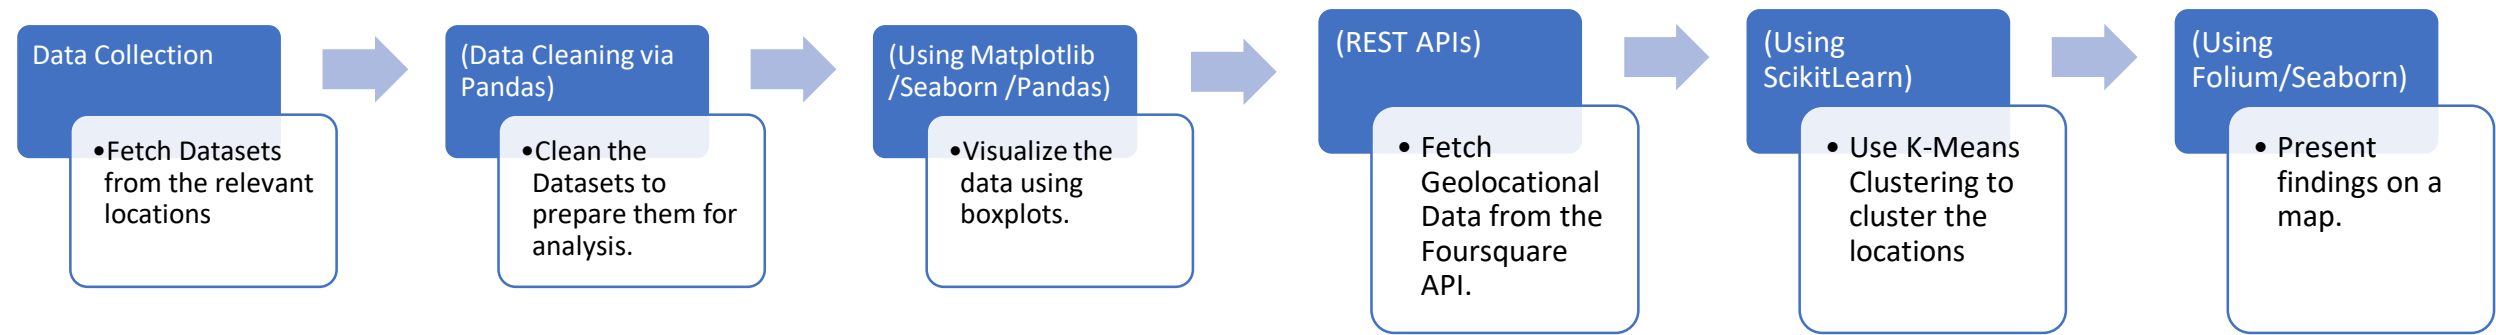 Data Collection
•Fetch Datasets
from the relevant
locations
(Data Cleaning via
Pandas)
•Clean the
Datasets to
prepare them for
analysis.
(Using Matplotlib
/Seaborn /Pandas)
•Visualize the
data using
boxplots.
(REST APIs)
• Fetch
Geolocational
Data from the
Foursquare
API.
(Using
ScikitLearn)
• Use K-Means
Clustering to
cluster the
locations
(Using
Folium/Seaborn)
• Present
findings on a
map.